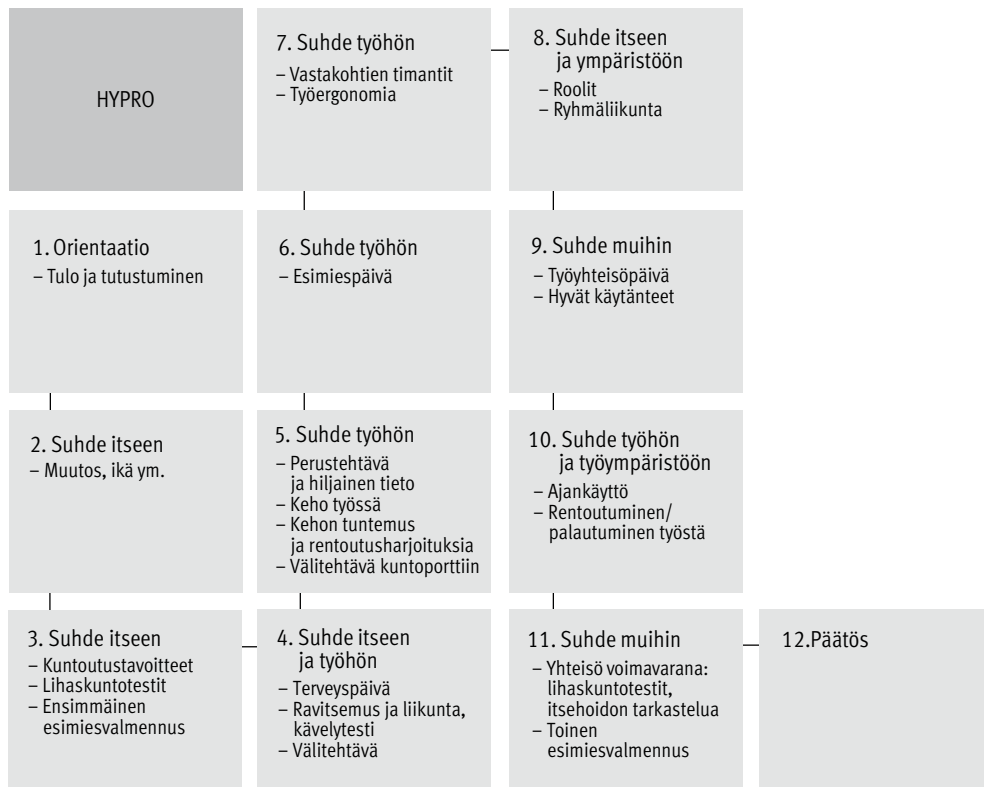 HYPRO
1. Orientaatio
– Tulo ja tutustuminen
2. Suhde itseen
– Muutos, ikä ym.
3. Suhde itseen
– Kuntoutustavoitteet
– Lihaskuntotestit
– Ensimmäinen
esimiesvalmennus
4. Suhde itseen
ja työhön
– Terveyspäivä
– Ravitsemus ja liikunta,
kävelytesti
– Välitehtävä
5. Suhde työhön
– Perustehtävä
ja hiljainen tieto
– Keho työssä
– Kehon tuntemus
ja rentoutusharjoituksia
– Välitehtävä kuntoporttiin
6. Suhde työhön
– Esimiespäivä
7. Suhde työhön
– Vastakohtien timantit
– Työergonomia
8. Suhde itseen
ja ympäristöön
– Roolit
– Ryhmäliikunta
9. Suhde muihin
– Työyhteisöpäivä
– Hyvät käytänteet
10. Suhde työhön
ja työympäristöön
– Ajankäyttö
– Rentoutuminen/
palautuminen työstä
11. Suhde muihin
– Yhteisö voimavarana:
lihaskuntotestit,
itsehoidon tarkastelua
– Toinen
esimiesvalmennus
12.Päätös